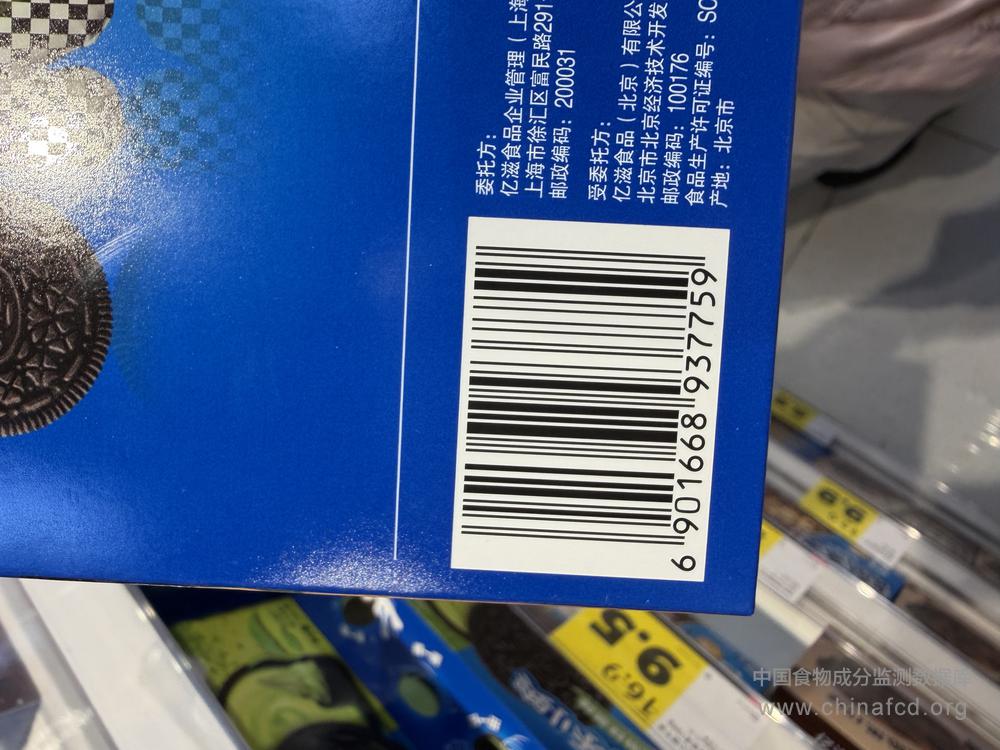 委托方：
亿滋食品企业管理（上海
上海市徐汇区富民路291
邮政编码：200031
受委托方：
亿滋食品（北京）有限公
北京市北京经济技术开发
邮政编码：100176
食品生产许可证编号：SC
产地：北京市
6 901668 937759
9.9
9.5
16.9
中国食物成分监测数据库
www.chinafcd.org